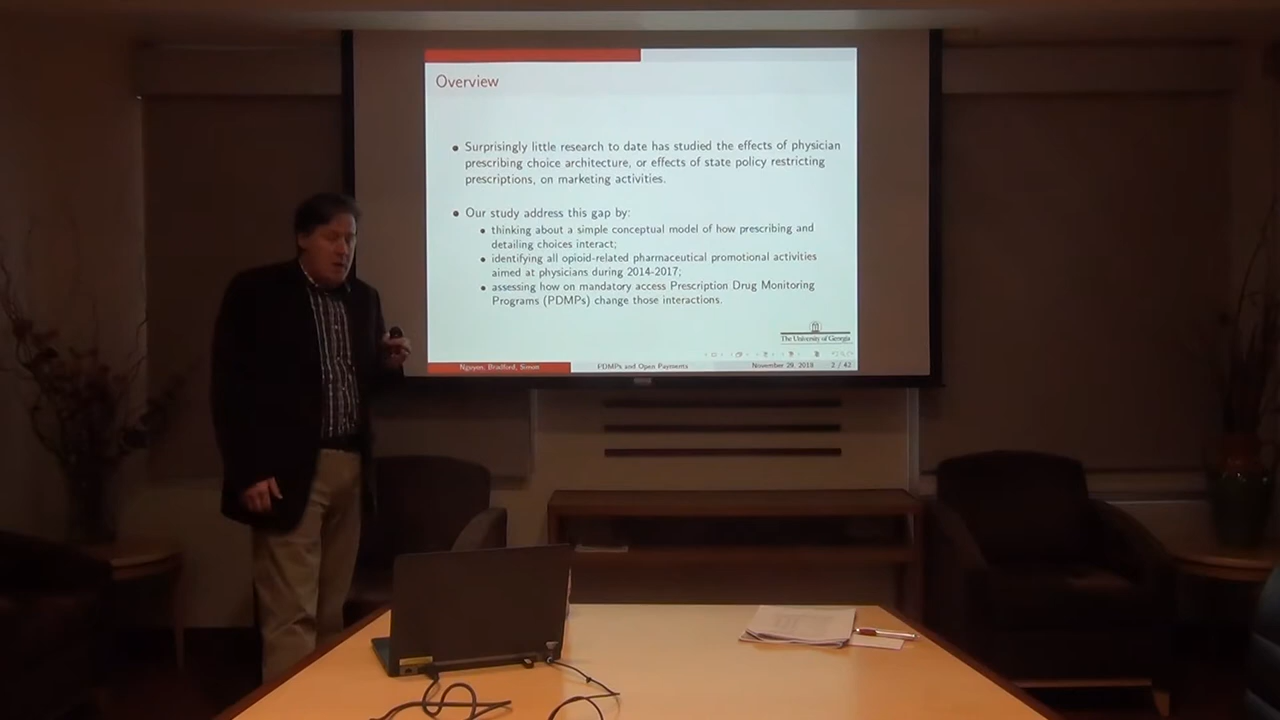 Overview
Surprisingly little research to date has studied the effects of physician
prescribing choice architecture, or effects of state policy restricting
prescriptions, on marketing activities.
Our study address this gap by:
thinking about a simple conceptual model of how prescribing and
detailing choices interact;
identifying all opioid-related pharmaceutical promotional activities
aimed at physicians during 2014-2017;
assessing how on mandatory access Prescription Drug Monitoring
Programs (PDMPs) change those interactions.
The University of Georgia
Nguyen, Bradford, Simon PDMPs and Open Payments November 29, 2018 2 / 42